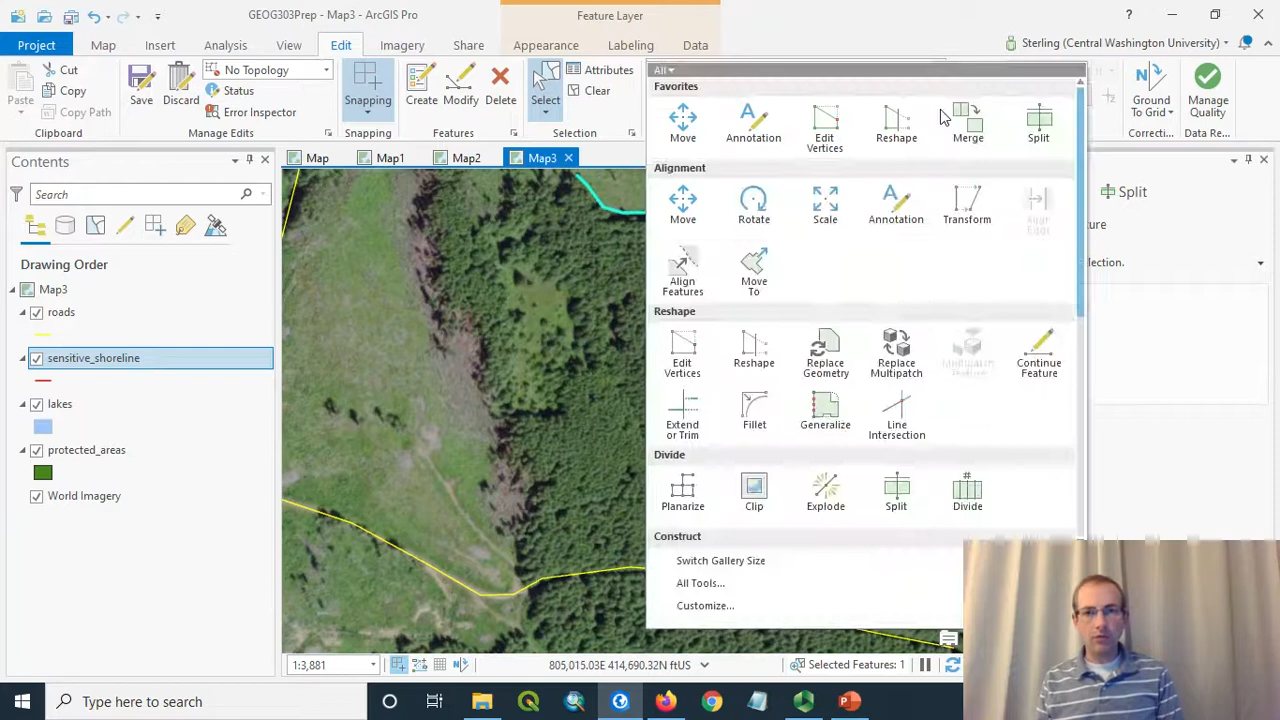 GEOG303Prep - Map3 - ArcGIS Pro
Feature Layer
?
Project
Map
Insert
Analysis
View
Edit
Imagery
Share
Appearance
Labeling
Data
Sterling (Central Washington University)
Paste
Cut
Copy
Copy Path
Clipboard
Save
Discard
No Topology
Status
Error Inspector
Manage Edits
Snapping
Snapping
Create
Modify
Delete
Features
Select
Attributes
Clear
Selection
All
Favorites
Move
Annotation
Edit
Vertices
Reshape
Merge
Split
Alignment
Move
Rotate
Scale
Annotation
Transform
Align
Edge
Align
Features
Move
To
Reshape
Edit
Vertices
Reshape
Replace
Geometry
Replace
Multipatch
Multipatch
Continue
Feature
Extend
or Trim
Fillet
Generalize
Line
Intersection
Divide
Planarize
Clip
Explode
Split
#
Divide
Construct
Switch Gallery Size
All Tools...
Customize...
Ground
To Grid
Correcti...
Manage
Quality
Data Re...
Split
lection.
Contents
Search
Drawing Order
Map3
roads
sensitive_shoreline
lakes
protected_areas
World Imagery
Map
Map1
Map2
Map3
1:3,881
805,015.03E 414,690.32N ftUS
Selected Features: 1
Type here to search